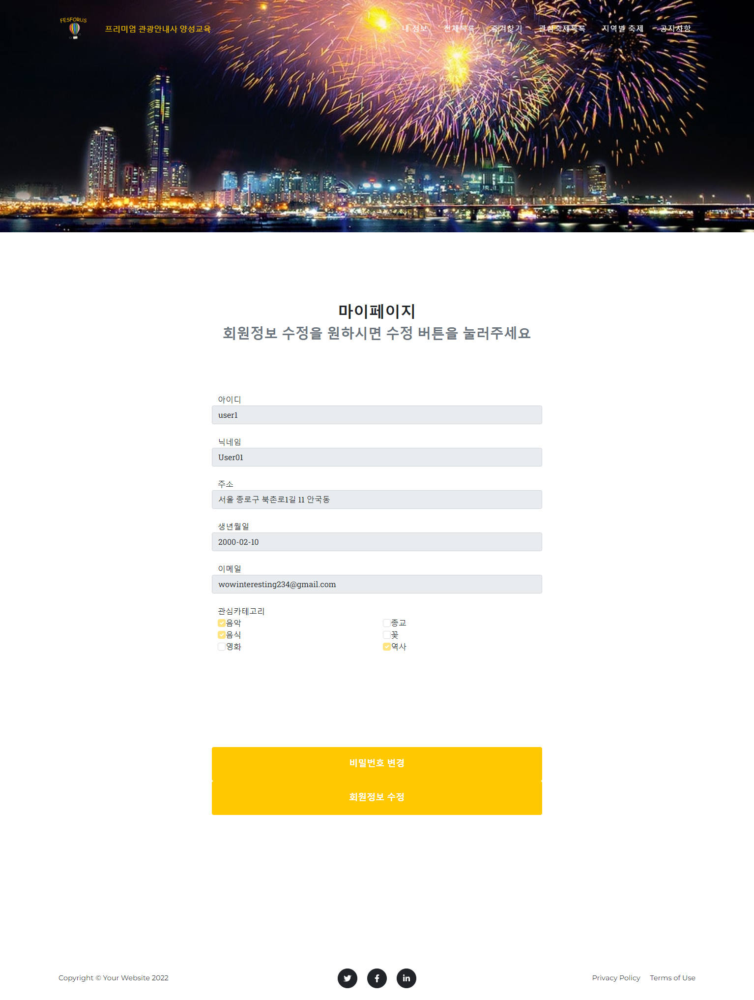 FESFORUS
프리미엄 관광안내사 양성교육
내 정보
전체목록
즐겨찾기
관심축제목록
지역별 축제
공지사항
마이페이지
회원정보 수정을 원하시면 수정 버튼을 눌러주세요
아이디
user1
닉네임
User01
주소
서울 종로구 북촌로1길 11 안국동
생년월일
2000-02-10
이메일
wowinteresting234@gmail.com
관심카테고리
음악 종교
음식 꽃
영화 역사
비밀번호 변경
회원정보 수정
Copyright © Your Website 2022
Privacy Policy Terms of Use